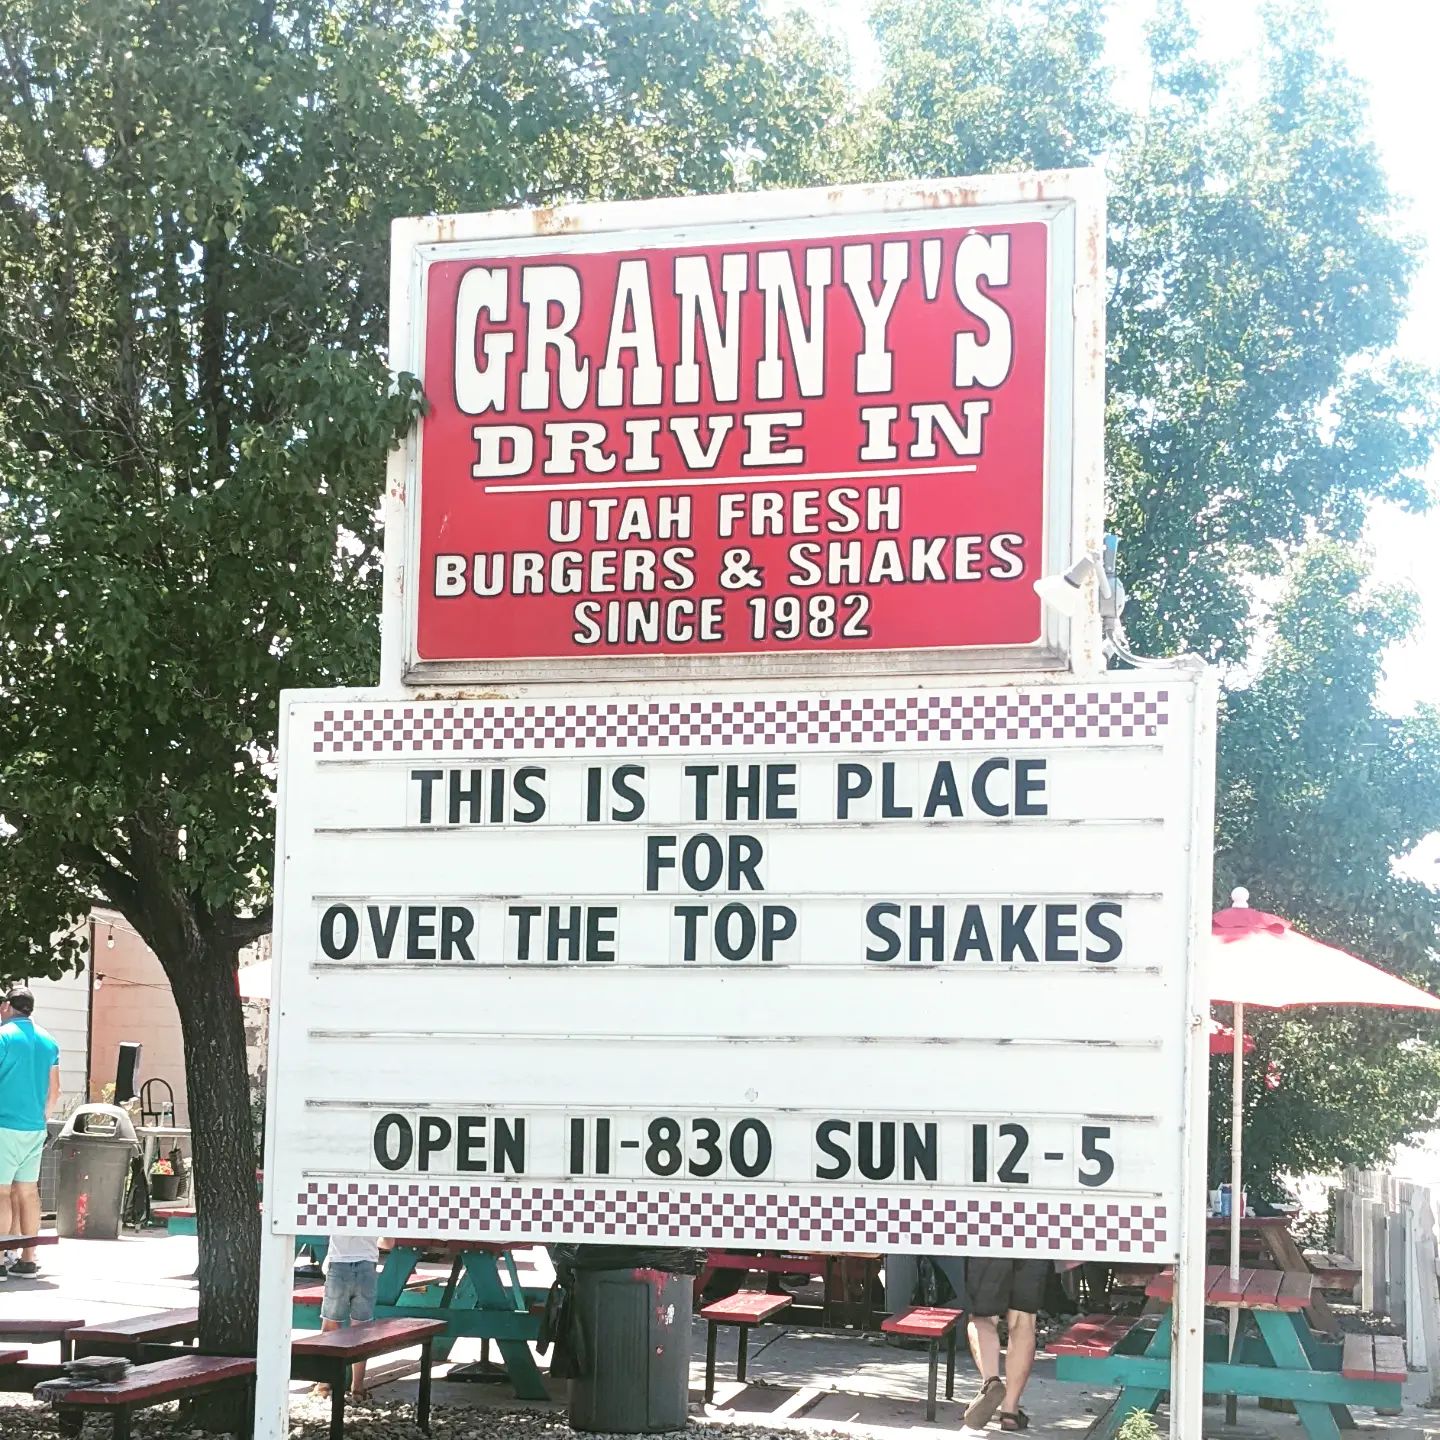 GRANNY'S
DRIVE IN
UTAH FRESH
BURGERS & SHAKES
SINCE 1982
THIS IS THE PLACE
FOR
OVER THE TOP SHAKES
OPEN 11-830 SUN 12-5